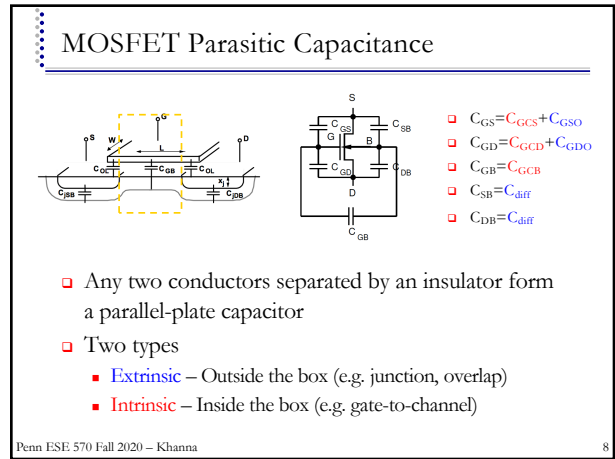 MOSFET Parasitic Capacitance
S
W
L
G
D
C_OL
C_GB
C_OL
x_j
C_jSB
C_jDB
S
C_GS
C_SB
G
B
C_GD
C_DB
D
C_GB
C_GS=C_GCS+C_GSO
C_GD=C_GCD+C_GDO
C_GB=C_GCB
C_SB=C_diff
C_DB=C_diff
Any two conductors separated by an insulator form
a parallel-plate capacitor
Two types
Extrinsic – Outside the box (e.g. junction, overlap)
Intrinsic – Inside the box (e.g. gate-to-channel)
Penn ESE 570 Fall 2020 – Khanna
8